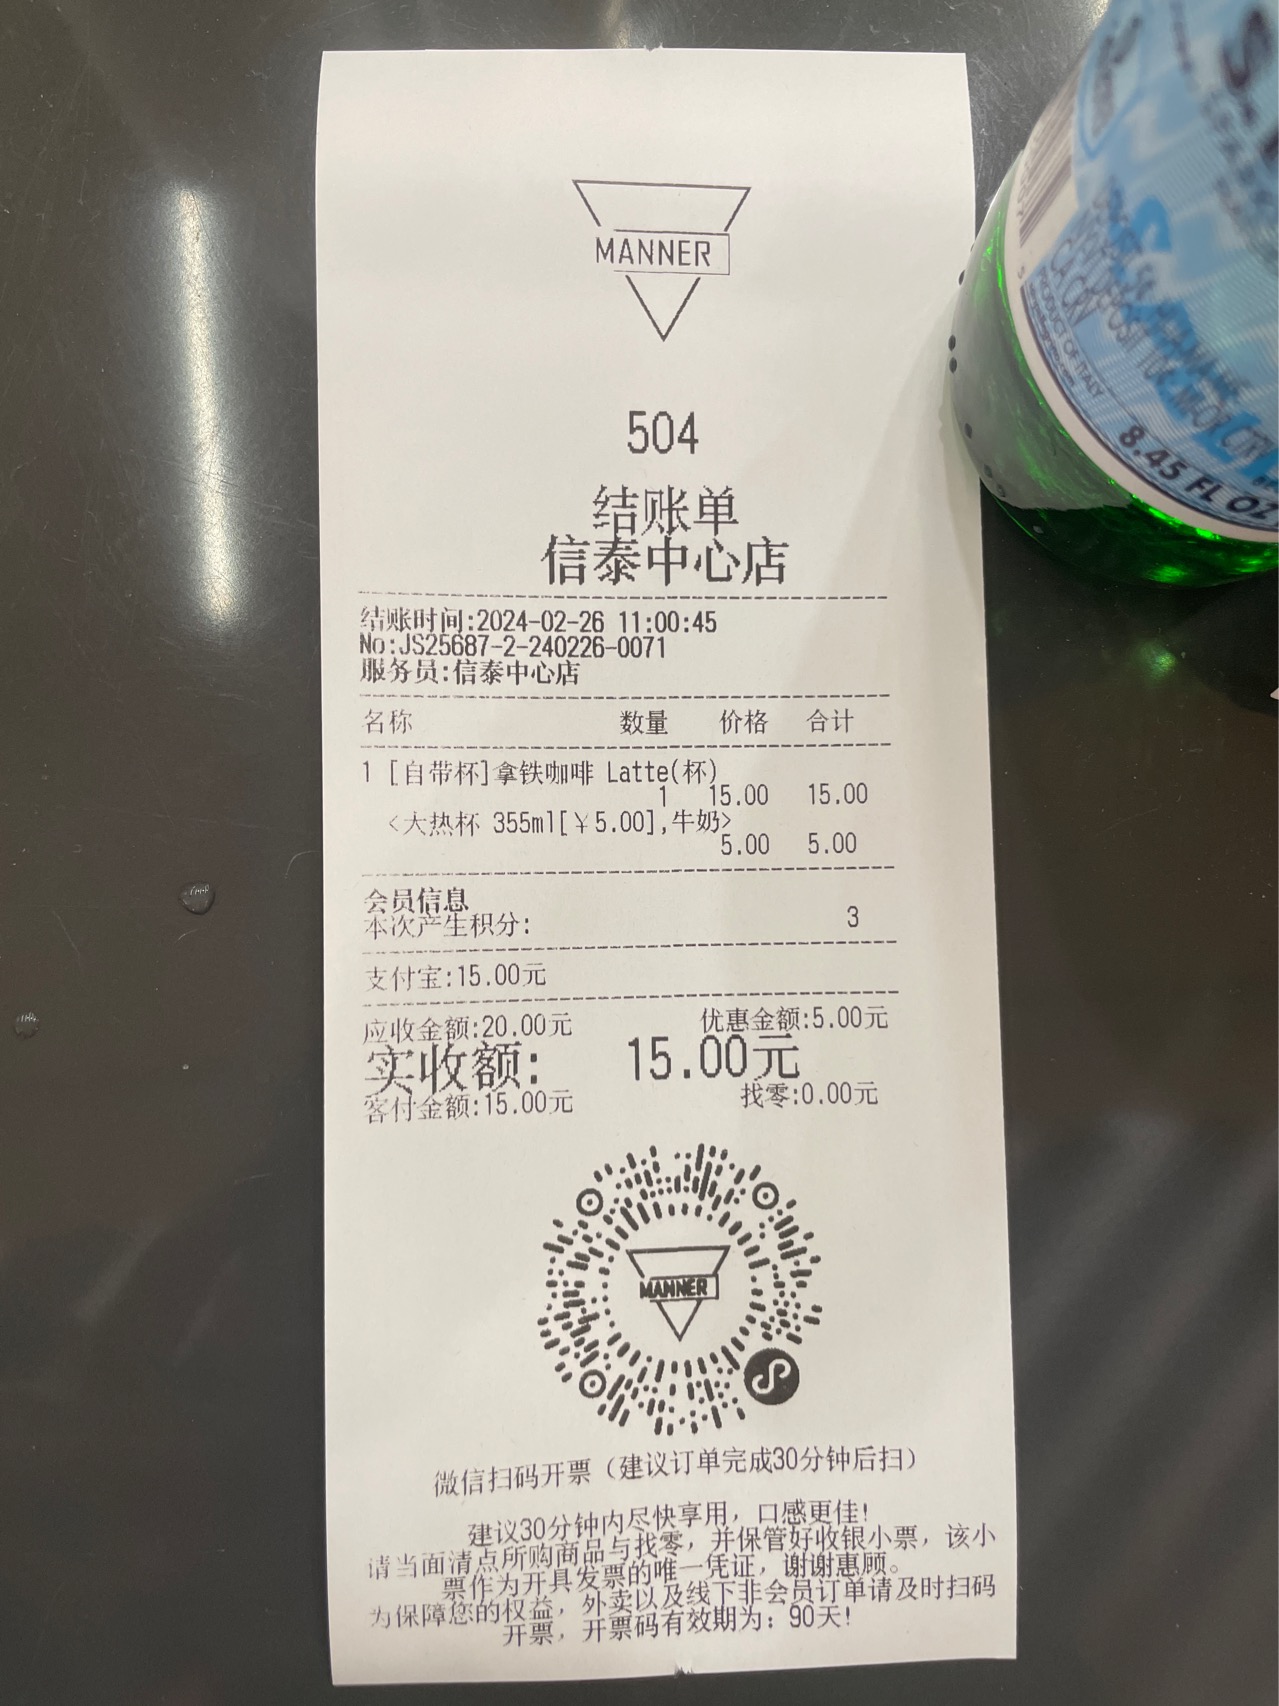 MANNER
504
结账单
信泰中心店
结账时间:2024-02-26 11:00:45
No:JS25687-2-240226-0071
服务员:信泰中心店
名称 数量 价格 合计
1 [自带杯]拿铁咖啡 Latte(杯)
1 15.00 15.00
<大热杯 355ml[￥5.00],牛奶>
5.00 5.00
会员信息
本次产生积分: 3
支付宝:15.00元
应收金额:20.00元 优惠金额:5.00元
实收额: 15.00元
客付金额:15.00元 找零:0.00元
MANNER
微信扫码开票（建议订单完成30分钟后扫）
建议30分钟内尽快享用，口感更佳!
请当面清点所购商品与找零，并保管好收银小票，该小
票作为开具发票的唯一凭证，谢谢惠顾。
为保障您的权益，外卖以及线下非会员订单请及时扫码
开票，开票码有效期为：90天!
PRODUCT OF ITALY
8.45 FL OZ